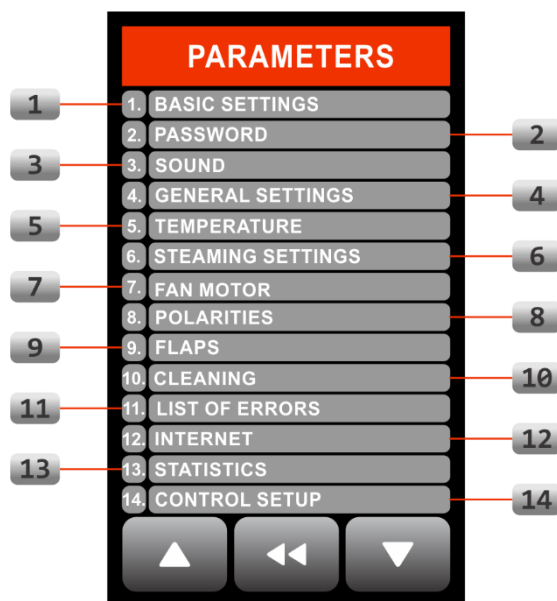 PARAMETERS
1 1. BASIC SETTINGS
2. PASSWORD 2
3 3. SOUND
4. GENERAL SETTINGS 4
5 5. TEMPERATURE
6. STEAMING SETTINGS 6
7 7. FAN MOTOR
8. POLARITIES 8
9 9. FLAPS
10. CLEANING 10
11 11. LIST OF ERRORS
12. INTERNET 12
13 13. STATISTICS
14. CONTROL SETUP 14